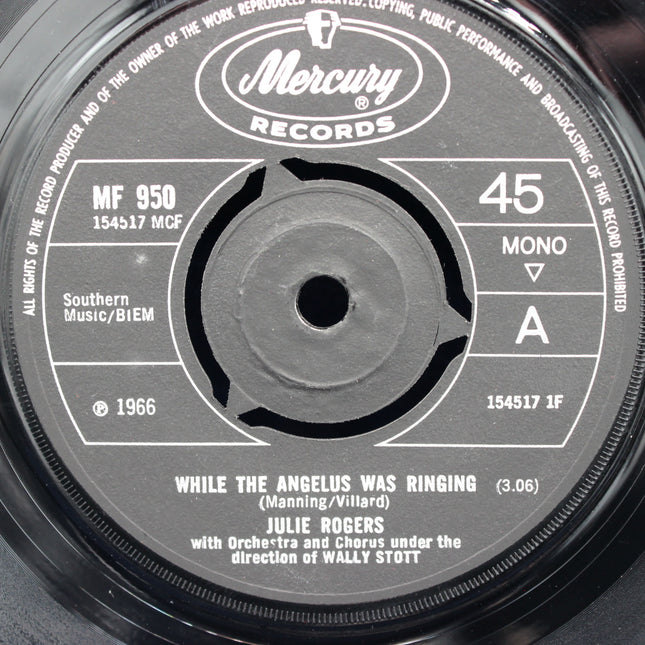 ALL RIGHTS OF THE RECORD PRODUCER AND OF THE OWNER OF THE WORK REPRODUCED RESERVED. COPYING, PUBLIC PERFORMANCE AND BROADCASTING OF THIS RECORD PROHIBITED
Mercury
®
RECORDS
MF 950
154517 MCF
45
MONO
Southern
Music/BIEM
A
℗ 1966
154517 1F
WHILE THE ANGELUS WAS RINGING (3.06)
(Manning/Villard)
JULIE ROGERS
with Orchestra and Chorus under the
direction of WALLY STOTT